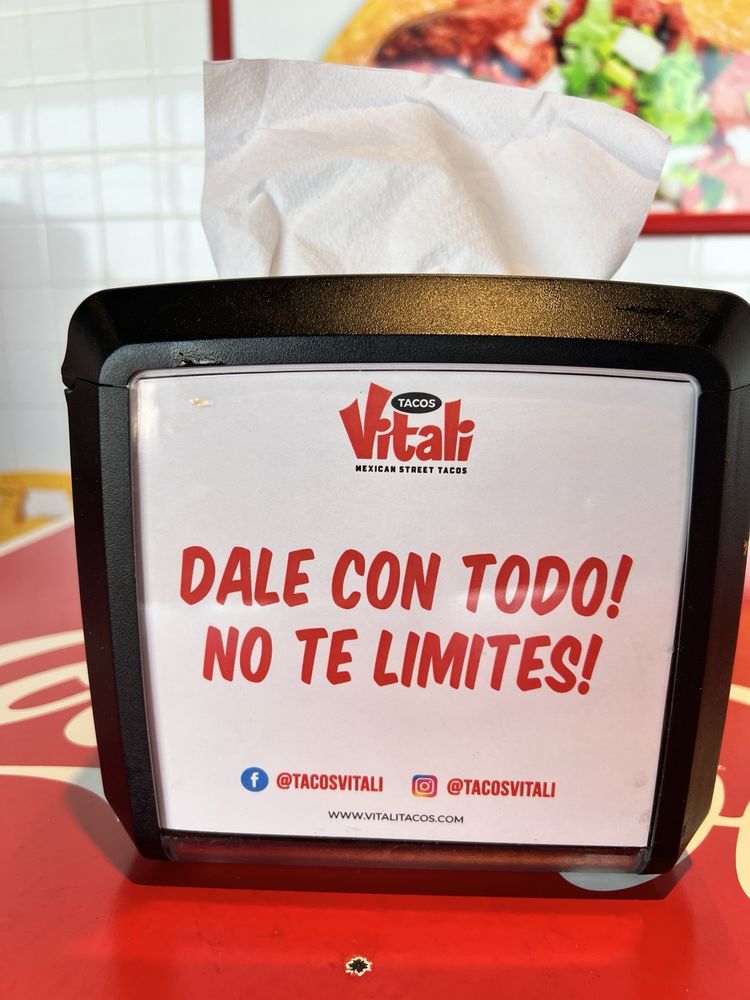 TACOS
Vitali
MEXICAN STREET TACOS
DALE CON TODO!
NO TE LIMITES!
@TACOSVITALI @TACOSVITALI
WWW.VITALITACOS.COM